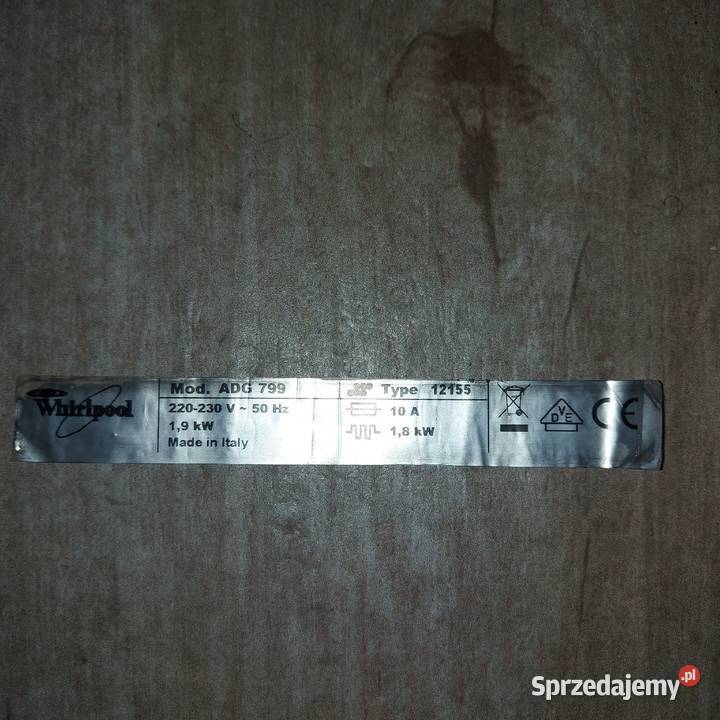 Whirlpool
Mod. ADG 799
220-230 V ~ 50 Hz
1,9 kW
Made in Italy
Type 12155
10 A
1,8 kW
DVE
CE
Sprzedajemy.pl